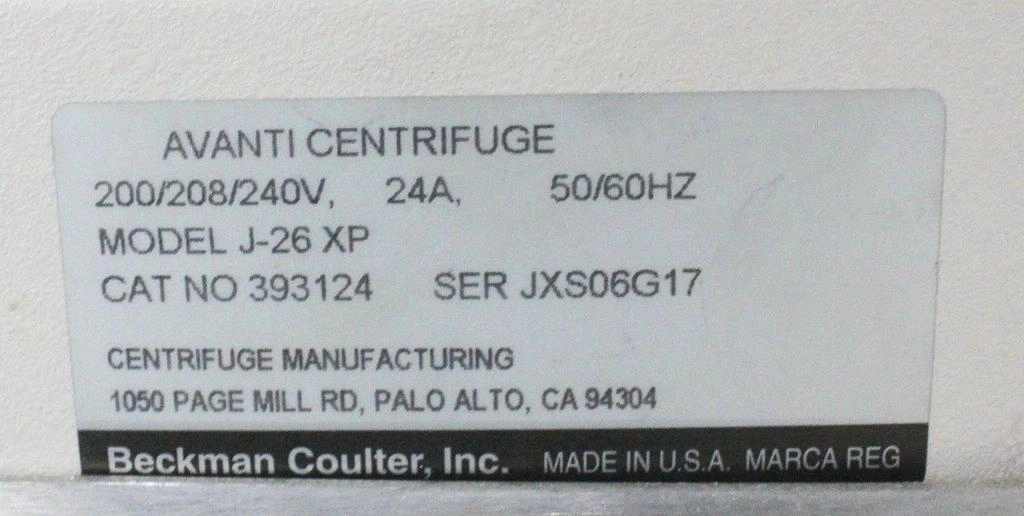 AVANTI CENTRIFUGE
200/208/240V, 24A, 50/60HZ
MODEL J-26 XP
CAT NO 393124 SER JXS06G17
CENTRIFUGE MANUFACTURING
1050 PAGE MILL RD, PALO ALTO, CA 94304
Beckman Coulter, Inc. MADE IN U.S.A. MARCA REG